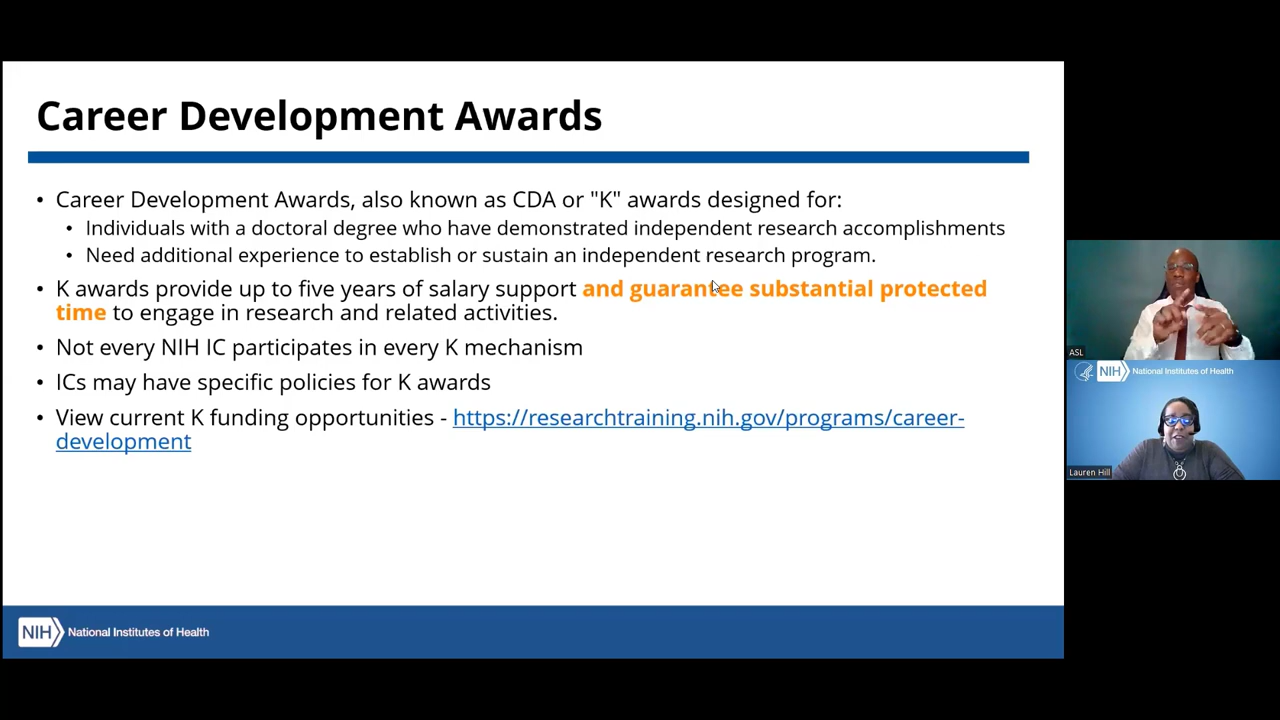 Career Development Awards
• Career Development Awards, also known as CDA or "K" awards designed for:
• Individuals with a doctoral degree who have demonstrated independent research accomplishments
• Need additional experience to establish or sustain an independent research program.
• K awards provide up to five years of salary support and guarantee substantial protected
time to engage in research and related activities.
• Not every NIH IC participates in every K mechanism
• ICs may have specific policies for K awards
• View current K funding opportunities - https://researchtraining.nih.gov/programs/career-
development
NIH National Institutes of Health
ASL
NIH National Institutes of Health
Lauren Hill